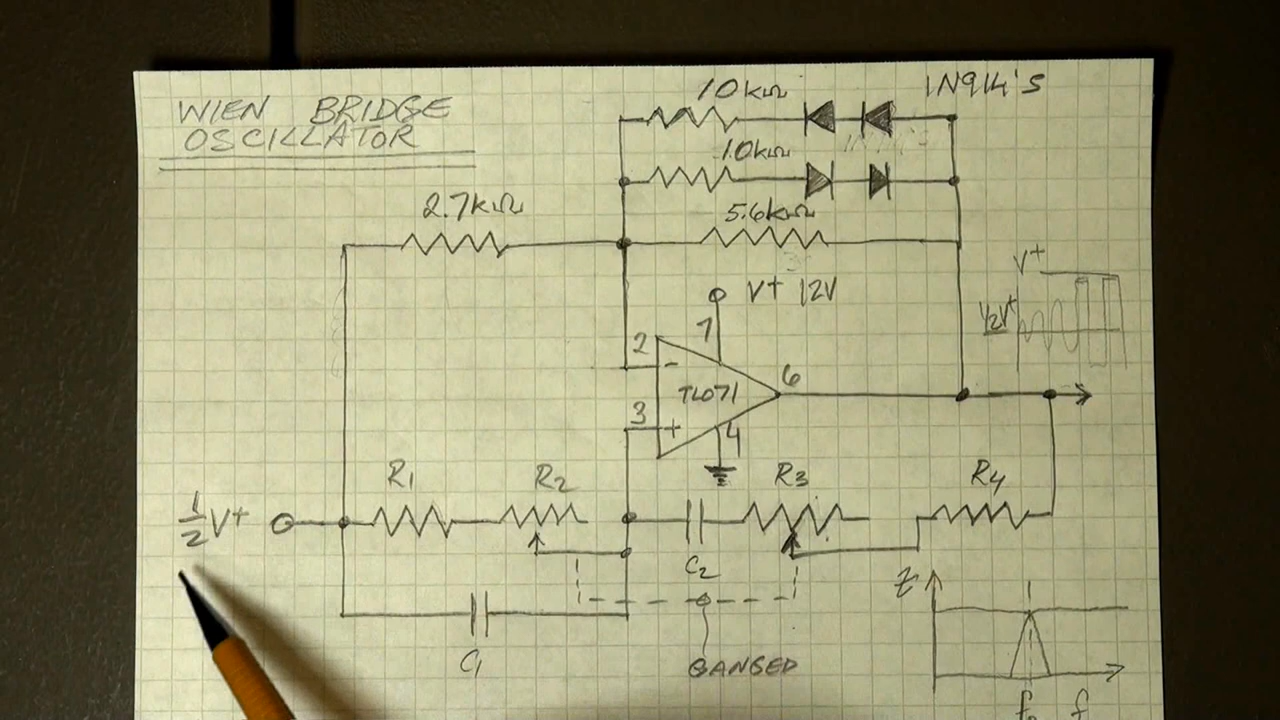 WIEN BRIDGE
OSCILLATOR
10kΩ
1N914's
10kΩ
2.7kΩ
5.6kΩ
V+ 12V
V+
½V+
7
2
-
TL071
6
3
+
4
R1
R2
R3
R4
½V+
C2
Z
C1
GANGED
f